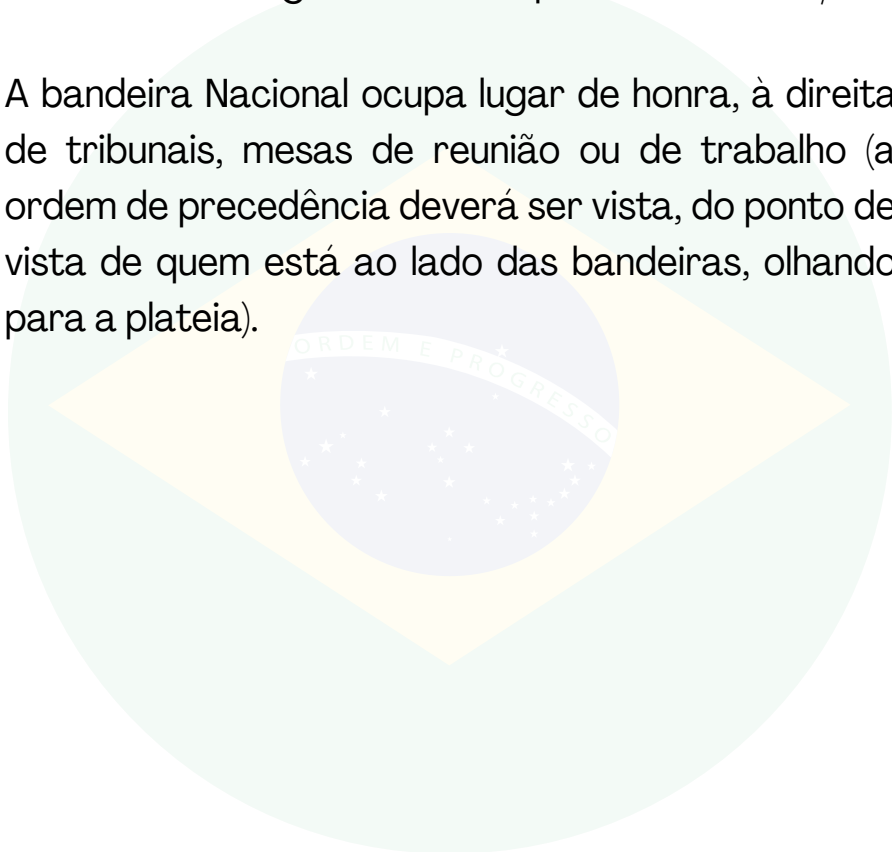 A bandeira Nacional ocupa lugar de honra, à direita
de tribunais, mesas de reunião ou de trabalho (a
ordem de precedência deverá ser vista, do ponto de
vista de quem está ao lado das bandeiras, olhando
para a plateia).
ORDEM E PROGRESSO